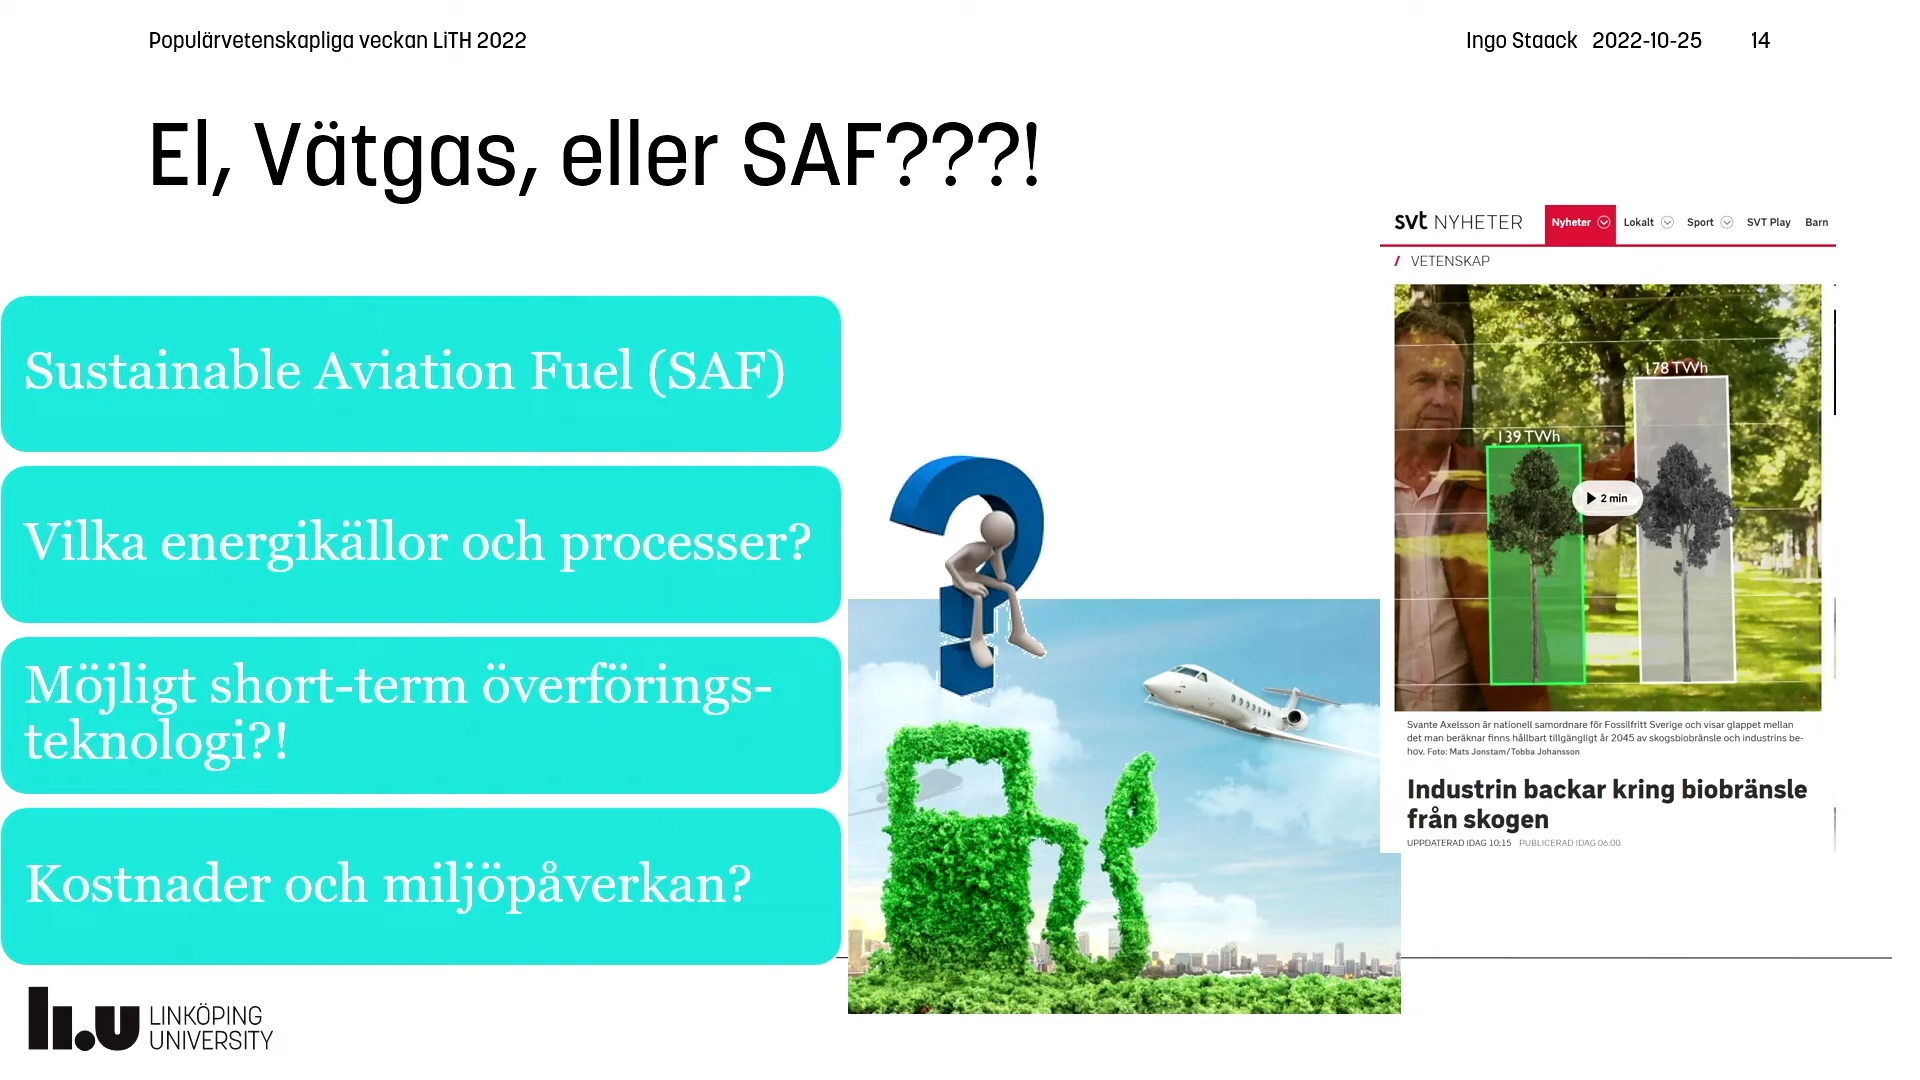 Populärvetenskapliga veckan LiTH 2022
Ingo Staack 2022-10-25 14
El, Vätgas, eller SAF???!
Sustainable Aviation Fuel (SAF)
Vilka energikällor och processer?
Möjligt short-term överförings-
teknologi?!
Kostnader och miljöpåverkan?
svt NYHETER Nyheter Lokalt Sport SVT Play Barn
/ VETENSKAP
178 TWh
139 TWh
2 min
Svante Axelsson är nationell samordnare för Fossilfritt Sverige och visar glappet mellan
det man beräknar finns hållbart tillgängligt år 2045 av skogsbiobränsle och industrins be-
hov. Foto: Mats Jonstam/Tobba Johansson
Industrin backar kring biobränsle
från skogen
UPPDATERAD IDAG 10:15 PUBLICERAD IDAG 06:00
li.u LINKÖPING
UNIVERSITY